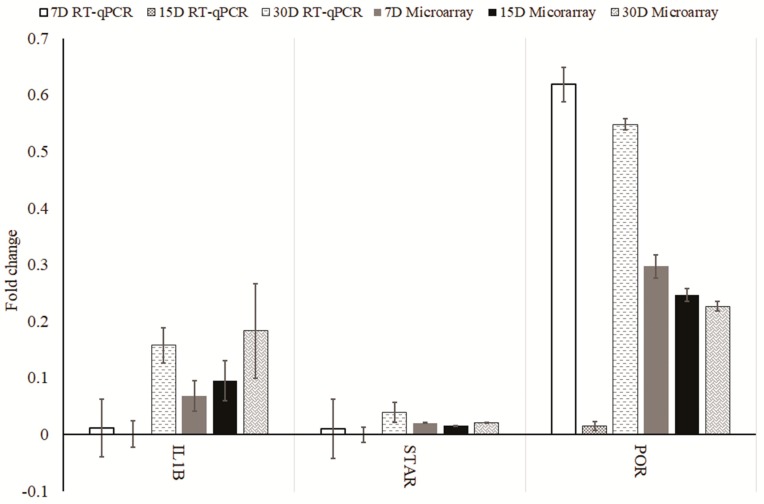 7D RT-qPCR 15D RT-qPCR 30D RT-qPCR 7D Microarray 15D Micorarray 30D Microarray
0.7
0.6
0.5
0.4
0.3
0.2
0.1
0
-0.1
Fold change
IL1B
STAR
POR